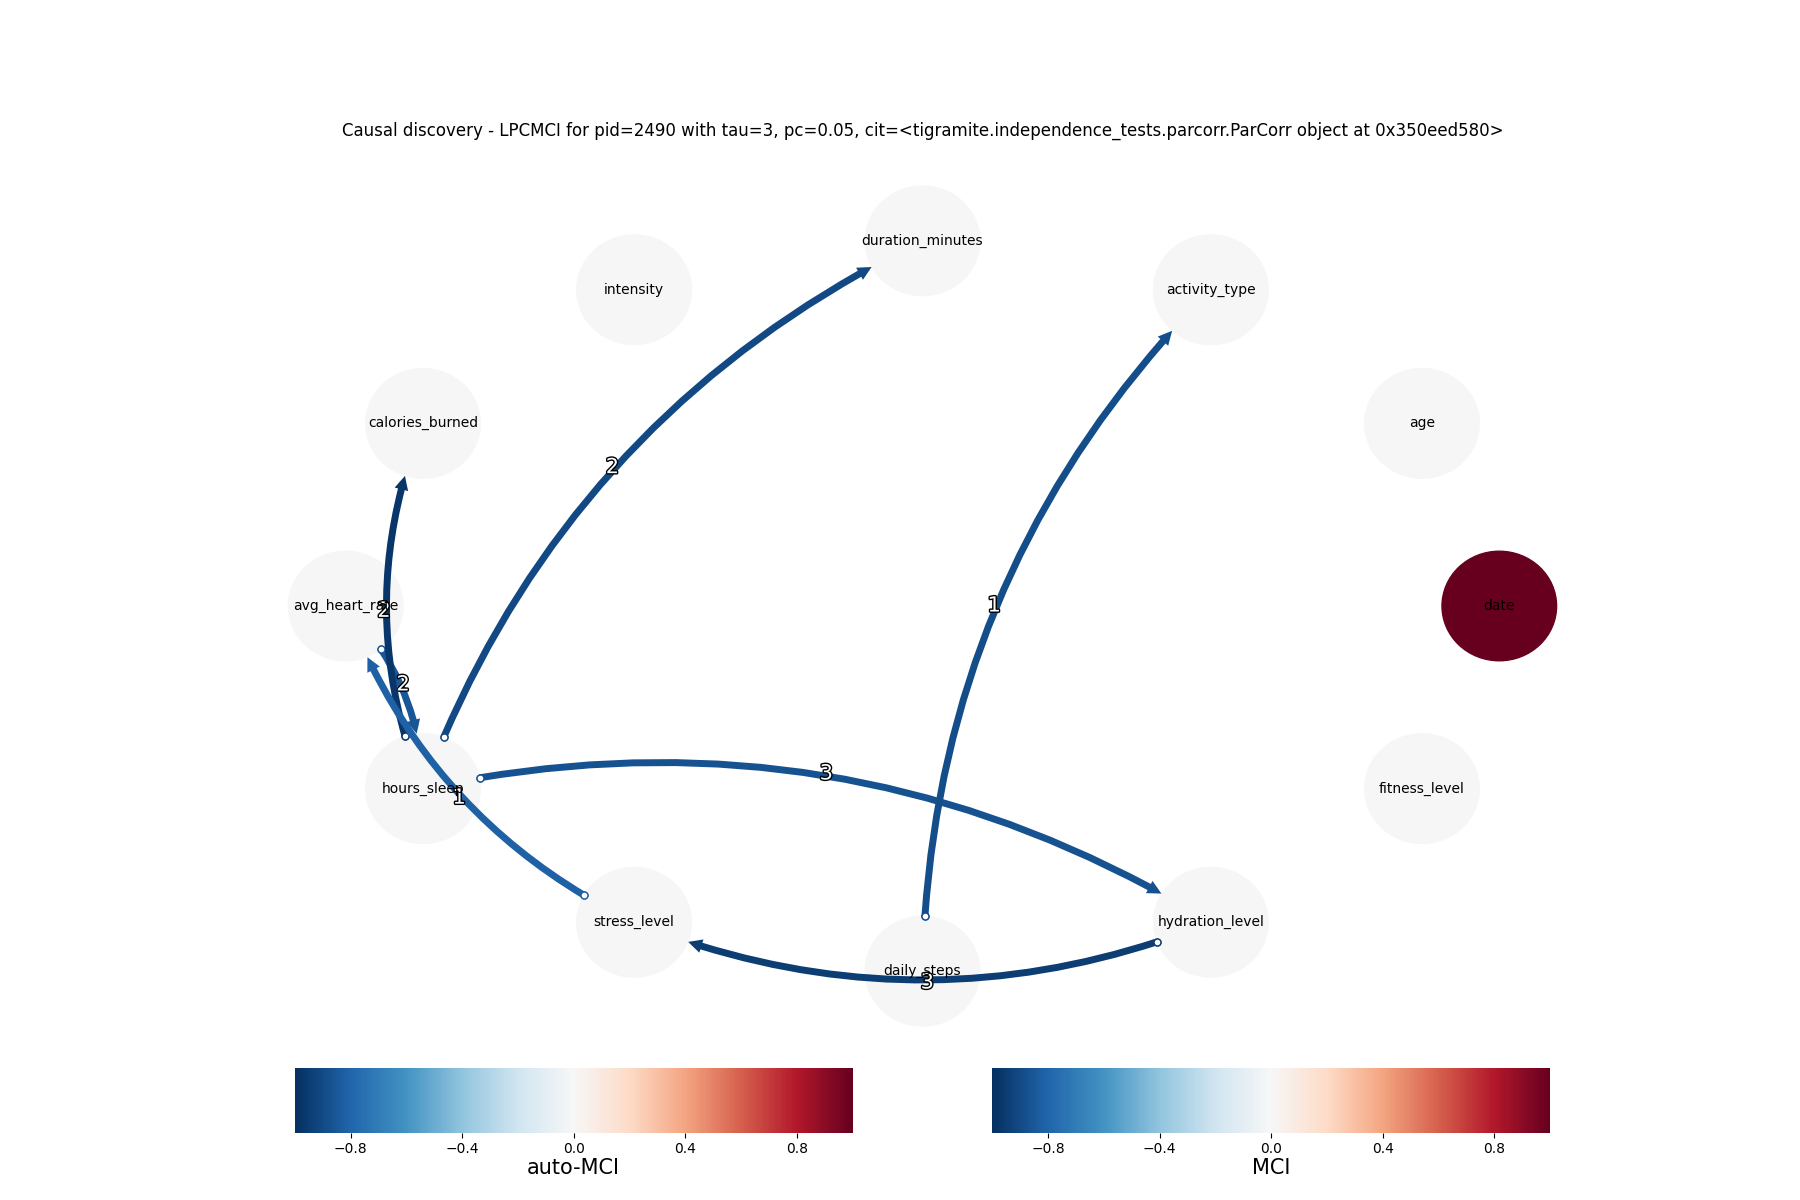 Causal discovery - LPCMCI for pid=2490 with tau=3, pc=0.05, cit=<tigramite.independence_tests.parcorr.ParCorr object at 0x350eed580>
duration_minutes
intensity
activity_type
calories_burned
age
2
1
avg_heart_rate
2
date
2
3
hours_sleep
1
fitness_level
stress_level
hydration_level
daily_steps
3
−0.8 −0.4 0.0 0.4 0.8
auto-MCI
−0.8 −0.4 0.0 0.4 0.8
MCI